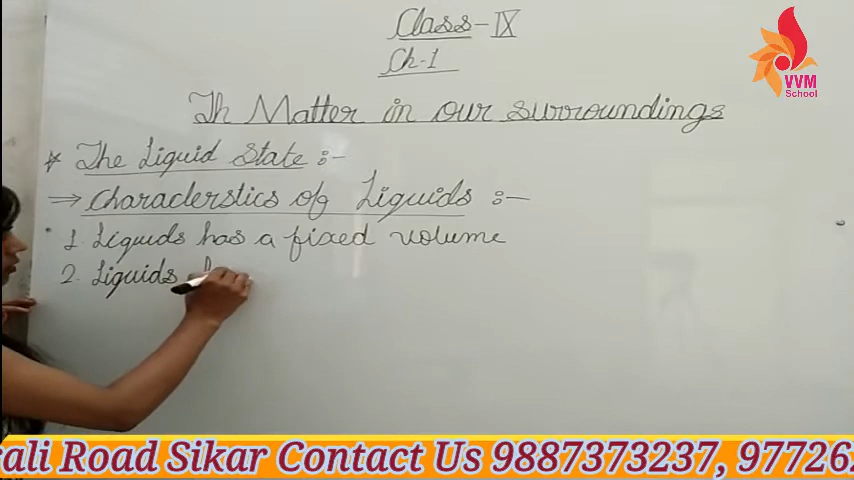 Class-IX
Ch-1
VVM
School
Th Matter in our surroundings
* The Liquid State :-
⇒ Characterstics of Liquids :-
1. Liquids has a fixed volume
2. Liquids
ali Road Sikar Contact Us 9887373237, 97726